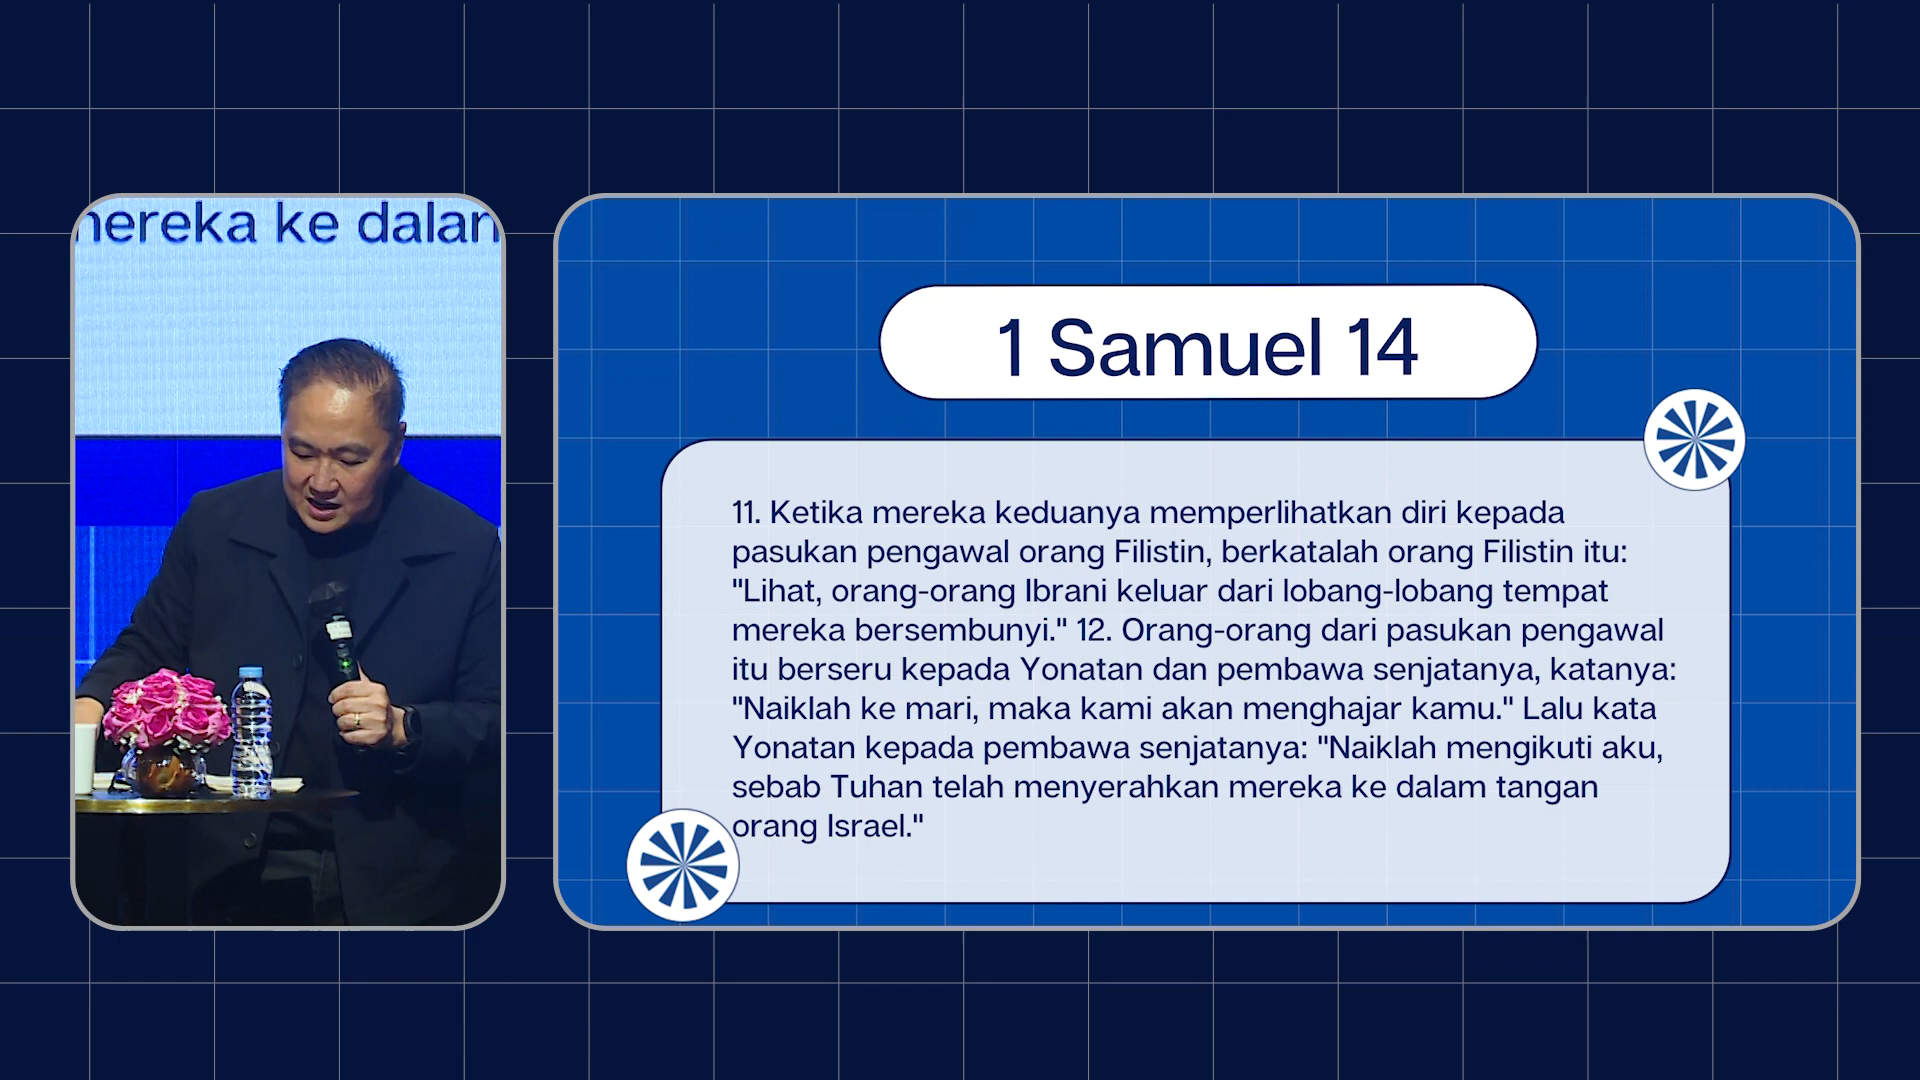 mereka ke dalam
1 Samuel 14
11. Ketika mereka keduanya memperlihatkan diri kepada
pasukan pengawal orang Filistin, berkatalah orang Filistin itu:
"Lihat, orang-orang Ibrani keluar dari lobang-lobang tempat
mereka bersembunyi." 12. Orang-orang dari pasukan pengawal
itu berseru kepada Yonatan dan pembawa senjatanya, katanya:
"Naiklah ke mari, maka kami akan menghajar kamu." Lalu kata
Yonatan kepada pembawa senjatanya: "Naiklah mengikuti aku,
sebab Tuhan telah menyerahkan mereka ke dalam tangan
orang Israel."